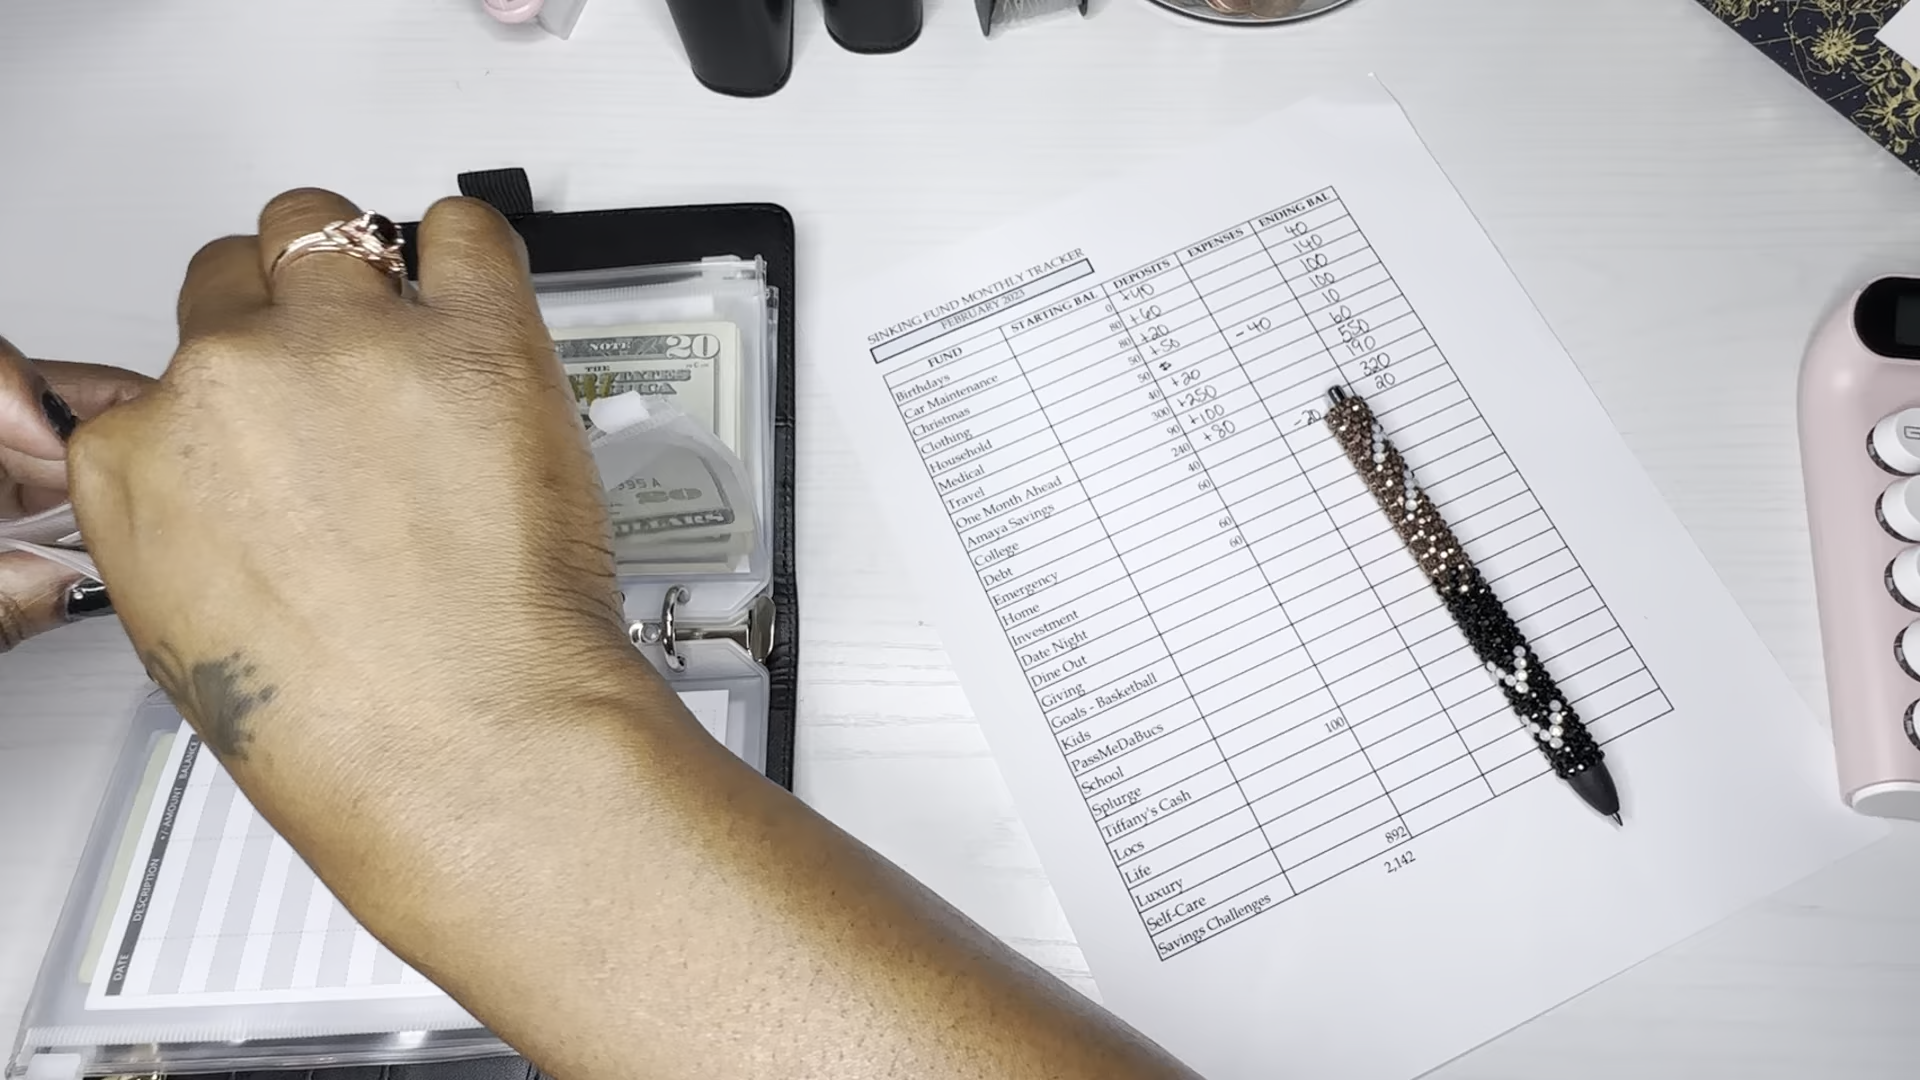 SINKING FUND MONTHLY TRACKER
FEBRUARY 2023
FUND STARTING BAL DEPOSITS EXPENSES ENDING BAL
Birthdays 0 +40 40
Car Maintenance 80 +60 140
Christmas 80 +20 100
Clothing 50 +50 100
Household 50 -40 10
Medical 40 +20 60
Travel 300 +250 550
One Month Ahead 90 +100 190
Amaya Savings 240 +80 320
College 40 -20 20
Debt 60
Emergency
Home 60
Investment 60
Date Night
Dine Out
Giving
Goals - Basketball
Kids
PassMeDaBucs
School
Splurge
Tiffany's Cash 100
Locs
Life
Luxury
Self-Care
Savings Challenges 892
2,142
NOTE 20
THE
20
DOLLARS
DATE DESCRIPTION +/- AMOUNT BALANCE